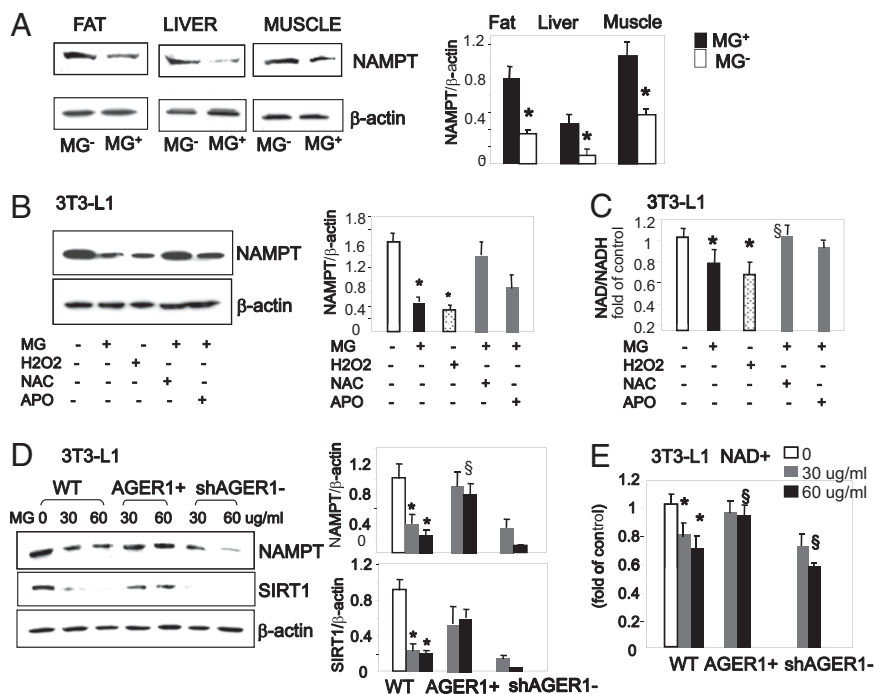 A
FAT LIVER MUSCLE
NAMPT
β-actin
MG- MG+ MG- MG+ MG- MG+
Fat Liver Muscle
MG+
MG-
NAMPT/β-actin
1.2
0.8
0.4
0
* * *
B
3T3-L1
NAMPT
β-actin
MG - + - + +
H2O2 - - + - -
NAC - - - + -
APO - - - - +
NAMPT/β-actin
1.6
1.2
1.6
0.8
0.4
0
* *
MG - + - + +
H2O2 - - + - -
NAC - - - + -
APO - - - - +
C
NAD/NADH
fold of control
1.2
1
0.8
0.6
0.4
0.2
* * §
MG - + - + +
H2O2 - - + - -
NAC - - - + -
APO - - - - +
D
3T3-L1
WT AGER1+ shAGER1-
MG 0 30 60 30 60 30 60 ug/ml
NAMPT
SIRT1
β-actin
NAMPT/β-actin
1.2
0.8
0.4
0
* * §
SIRT1/β-actin
1.2
0.8
0.4
0
* *
WT AGER1+ shAGER1-
E
3T3-L1 NAD+
0
30 ug/ml
60 ug/ml
(fold of control)
1.2
1
0.8
0.6
0.4
0.2
0
* * § §
WT AGER1+ shAGER1-